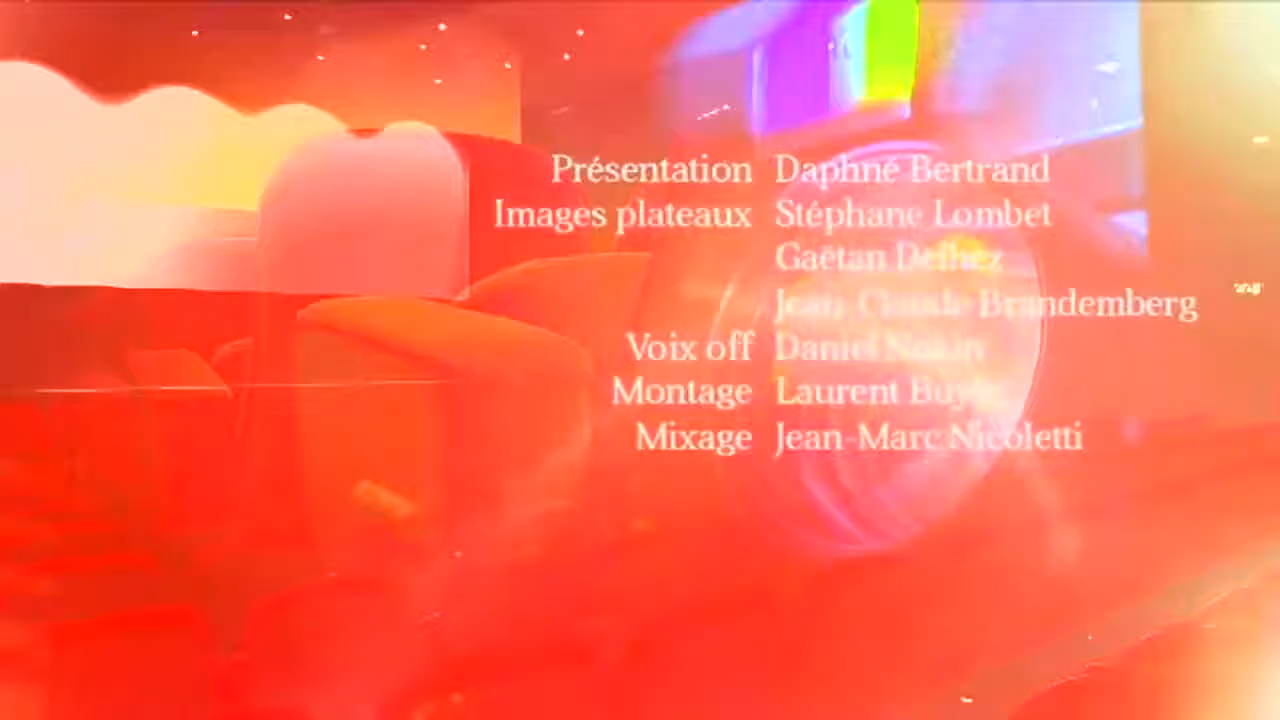 Présentation Daphné Bertrand
Images plateaux Stéphane Lombet
Gaëtan Delhez
Jean-Claude Brandemberg
Voix off Daniel
Montage Laurent
Mixage Jean-Marc Nicoletti